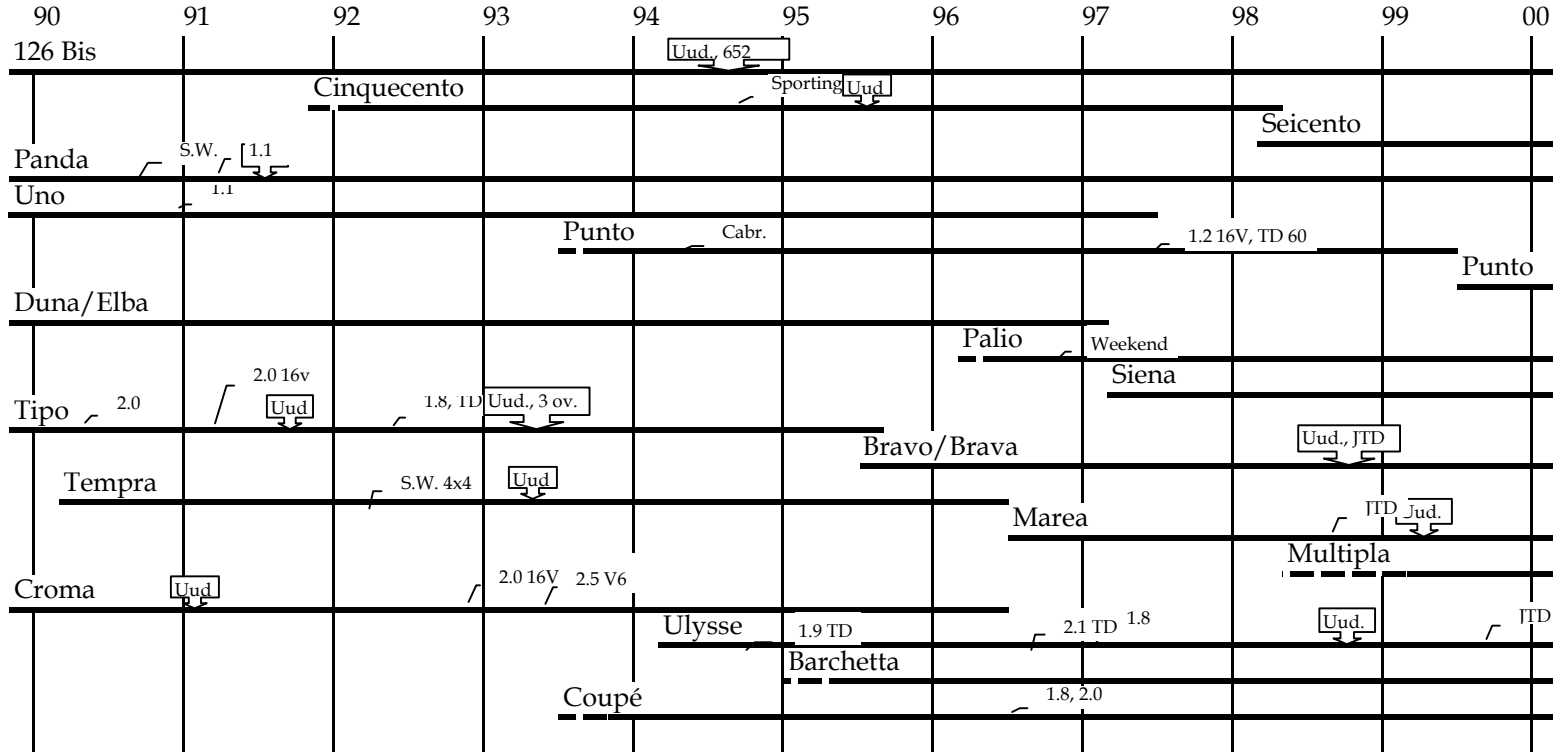 90 91 92 93 94 95 96 97 98 99 00
126 Bis Uud., 652
Cinquecento Sporting Uud
Seicento
Panda S.W. 1.1
Uno 1.1
Punto Cabr. 1.2 16V, TD 60
Punto
Duna/Elba
Palio Weekend
Siena
Tipo 2.0 2.0 16v Uud 1.8, TD Uud., 3 ov.
Bravo/Brava Uud., JTD
Tempra S.W. 4x4 Uud
Marea JTD Uud.
Multipla
Croma Uud 2.0 16V 2.5 V6
Ulysse 1.9 TD 2.1 TD 1.8 Uud. JTD
Barchetta
Coupé 1.8, 2.0